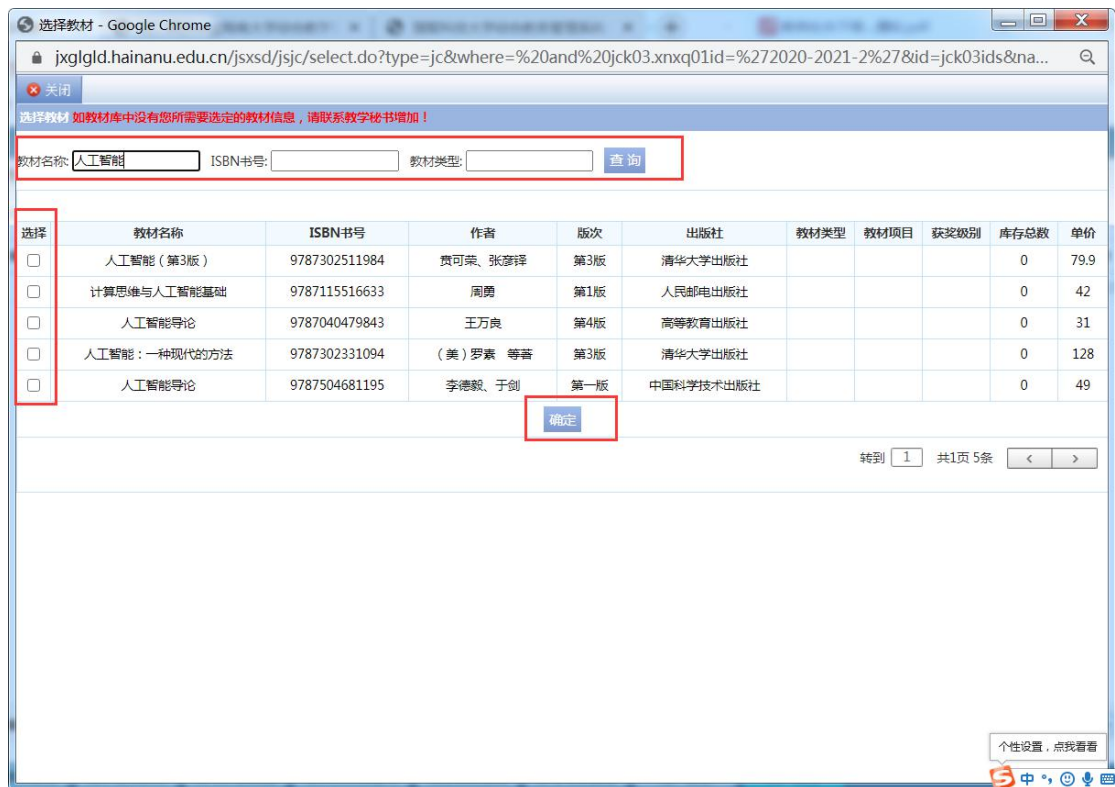 选择教材 - Google Chrome
jxglgld.hainanu.edu.cn/jsxsd/jsjc/select.do?type=jc&where=%20and%20jck03.xnxq01id=%272020-2021-2%27&id=jck03ids&na...
关闭
选择教材 如教材库中没有您所需要选定的教材信息，请联系教学秘书增加！
教材名称: 人工智能 ISBN书号: 教材类型: 查 询
选择 教材名称 ISBN书号 作者 版次 出版社 教材类型 教材项目 获奖级别 库存总数 单价
人工智能（第3版） 9787302511984 贲可荣、张彦铎 第3版 清华大学出版社 0 79.9
计算思维与人工智能基础 9787115516633 周勇 第1版 人民邮电出版社 0 42
人工智能导论 9787040479843 王万良 第4版 高等教育出版社 0 31
人工智能：一种现代的方法 9787302331094 （美）罗素 等著 第3版 清华大学出版社 0 128
人工智能导论 9787504681195 李德毅、于剑 第一版 中国科学技术出版社 0 49
确定
转到 1 共1页 5条 < >
个性设置，点我看看
中